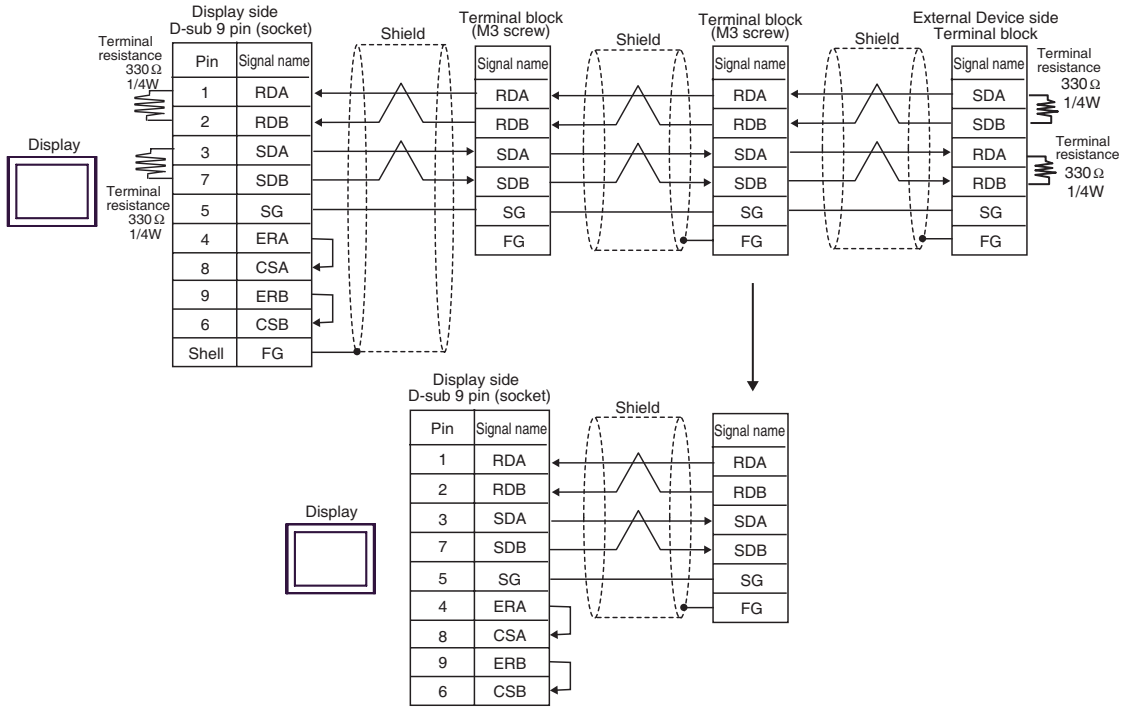 Display side
D-sub 9 pin (socket)
Terminal block
(M3 screw)
Terminal block
(M3 screw)
External Device side
Terminal block
Shield
Shield
Shield
Terminal
resistance
330Ω
1/4W
Terminal
resistance
330Ω
1/4W
Display
Terminal
resistance
330Ω
1/4W
Terminal
resistance
330Ω
1/4W
Pin Signal name
1 RDA
2 RDB
3 SDA
7 SDB
5 SG
4 ERA
8 CSA
9 ERB
6 CSB
Shell FG
Signal name
RDA
RDB
SDA
SDB
SG
FG
Signal name
RDA
RDB
SDA
SDB
SG
FG
Signal name
SDA
SDB
RDA
RDB
SG
FG
Display side
D-sub 9 pin (socket)
Shield
Display
Pin Signal name
1 RDA
2 RDB
3 SDA
7 SDB
5 SG
4 ERA
8 CSA
9 ERB
6 CSB
Signal name
RDA
RDB
SDA
SDB
SG
FG